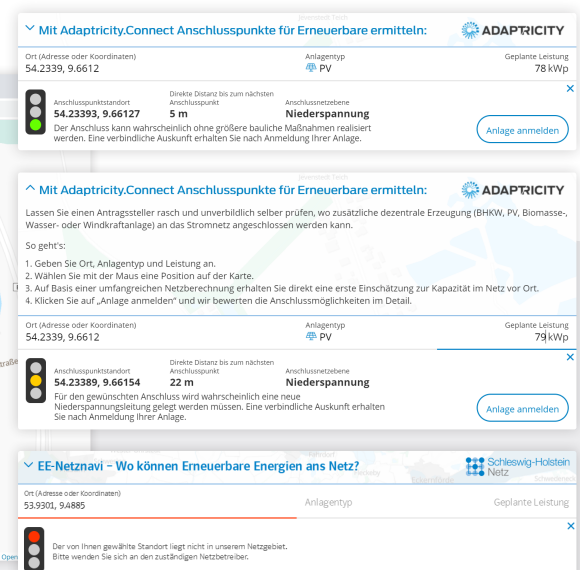 Mit Adaptricity.Connect Anschlusspunkte für Erneuerbare ermitteln:
ADAPTRICITY
Ort (Adresse oder Koordinaten)
Anlagentyp
Geplante Leistung
54.2339, 9.6612
PV
78 kWp
Anschlusspunktstandort
54.23393, 9.66127
Direkte Distanz bis zum nächsten
Anschlusspunkt
5 m
Anschlussnetzebene
Niederspannung
Der Anschluss kann wahrscheinlich ohne größere bauliche Maßnahmen realisiert
werden. Eine verbindliche Auskunft erhalten Sie nach Anmeldung Ihrer Anlage.
Anlage anmelden
Mit Adaptricity.Connect Anschlusspunkte für Erneuerbare ermitteln:
ADAPTRICITY
Lassen Sie einen Antragssteller rasch und unverbildlich selber prüfen, wo zusätzliche dezentrale Erzeugung (BHKW, PV, Biomasse-,
Wasser- oder Windkraftanlage) an das Stromnetz angeschlossen werden kann.
So geht's:
1. Geben Sie Ort, Anlagentyp und Leistung an.
2. Wählen Sie mit der Maus eine Position auf der Karte.
3. Auf Basis einer umfangreichen Netzberechnung erhalten Sie direkt eine erste Einschätzung zur Kapazität im Netz vor Ort.
4. Klicken Sie auf „Anlage anmelden“ und wir bewerten die Anschlussmöglichkeiten im Detail.
Ort (Adresse oder Koordinaten)
Anlagentyp
Geplante Leistung
54.2339, 9.6612
PV
79 kWp
Anschlusspunktstandort
54.23389, 9.66154
Direkte Distanz bis zum nächsten
Anschlusspunkt
22 m
Anschlussnetzebene
Niederspannung
Für den gewünschten Anschluss wird wahrscheinlich eine neue
Niederspannungsleitung gelegt werden müssen. Eine verbindliche Auskunft erhalten
Sie nach Anmeldung Ihrer Anlage.
Anlage anmelden
EE-Netznavi – Wo können Erneuerbare Energien ans Netz?
Schleswig-Holstein
Netz
Ort (Adresse oder Koordinaten)
53.9301, 9.4885
Anlagentyp
Geplante Leistung
Der von Ihnen gewählte Standort liegt nicht in unserem Netzgebiet.
Bitte wenden Sie sich an den zuständigen Netzbetreiber.